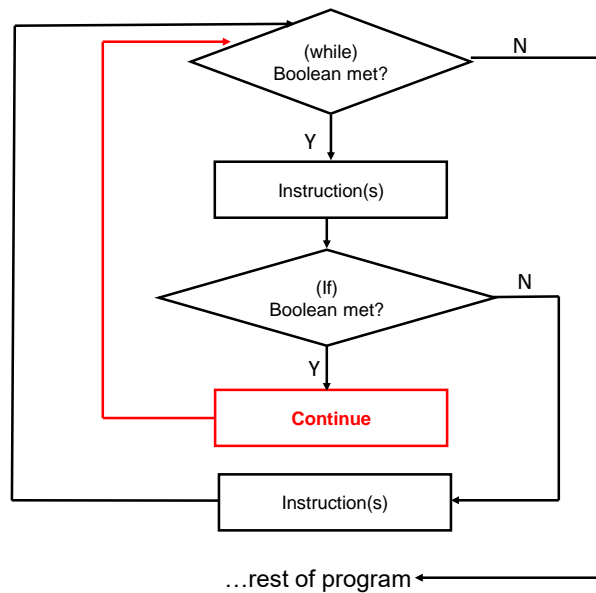 (while)
Boolean met?
N
Y
Instruction(s)
(If)
Boolean met?
N
Y
Continue
Instruction(s)
…rest of program